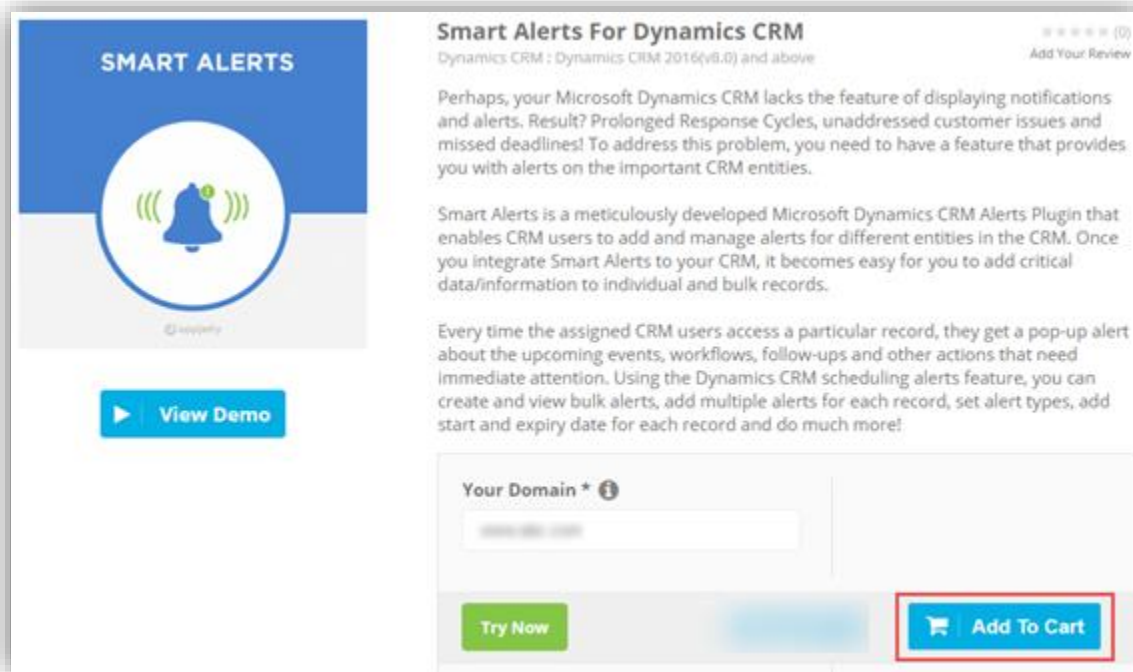 SMART ALERTS
View Demo
Smart Alerts For Dynamics CRM
(0)
Dynamics CRM : Dynamics CRM 2016(v8.0) and above
Add Your Review
Perhaps, your Microsoft Dynamics CRM lacks the feature of displaying notifications
and alerts. Result? Prolonged Response Cycles, unaddressed customer issues and
missed deadlines! To address this problem, you need to have a feature that provides
you with alerts on the important CRM entities.
Smart Alerts is a meticulously developed Microsoft Dynamics CRM Alerts Plugin that
enables CRM users to add and manage alerts for different entities in the CRM. Once
you integrate Smart Alerts to your CRM, it becomes easy for you to add critical
data/information to individual and bulk records.
Every time the assigned CRM users access a particular record, they get a pop-up alert
about the upcoming events, workflows, follow-ups and other actions that need
immediate attention. Using the Dynamics CRM scheduling alerts feature, you can
create and view bulk alerts, add multiple alerts for each record, set alert types, add
start and expiry date for each record and do much more!
Your Domain *
Try Now
Add To Cart